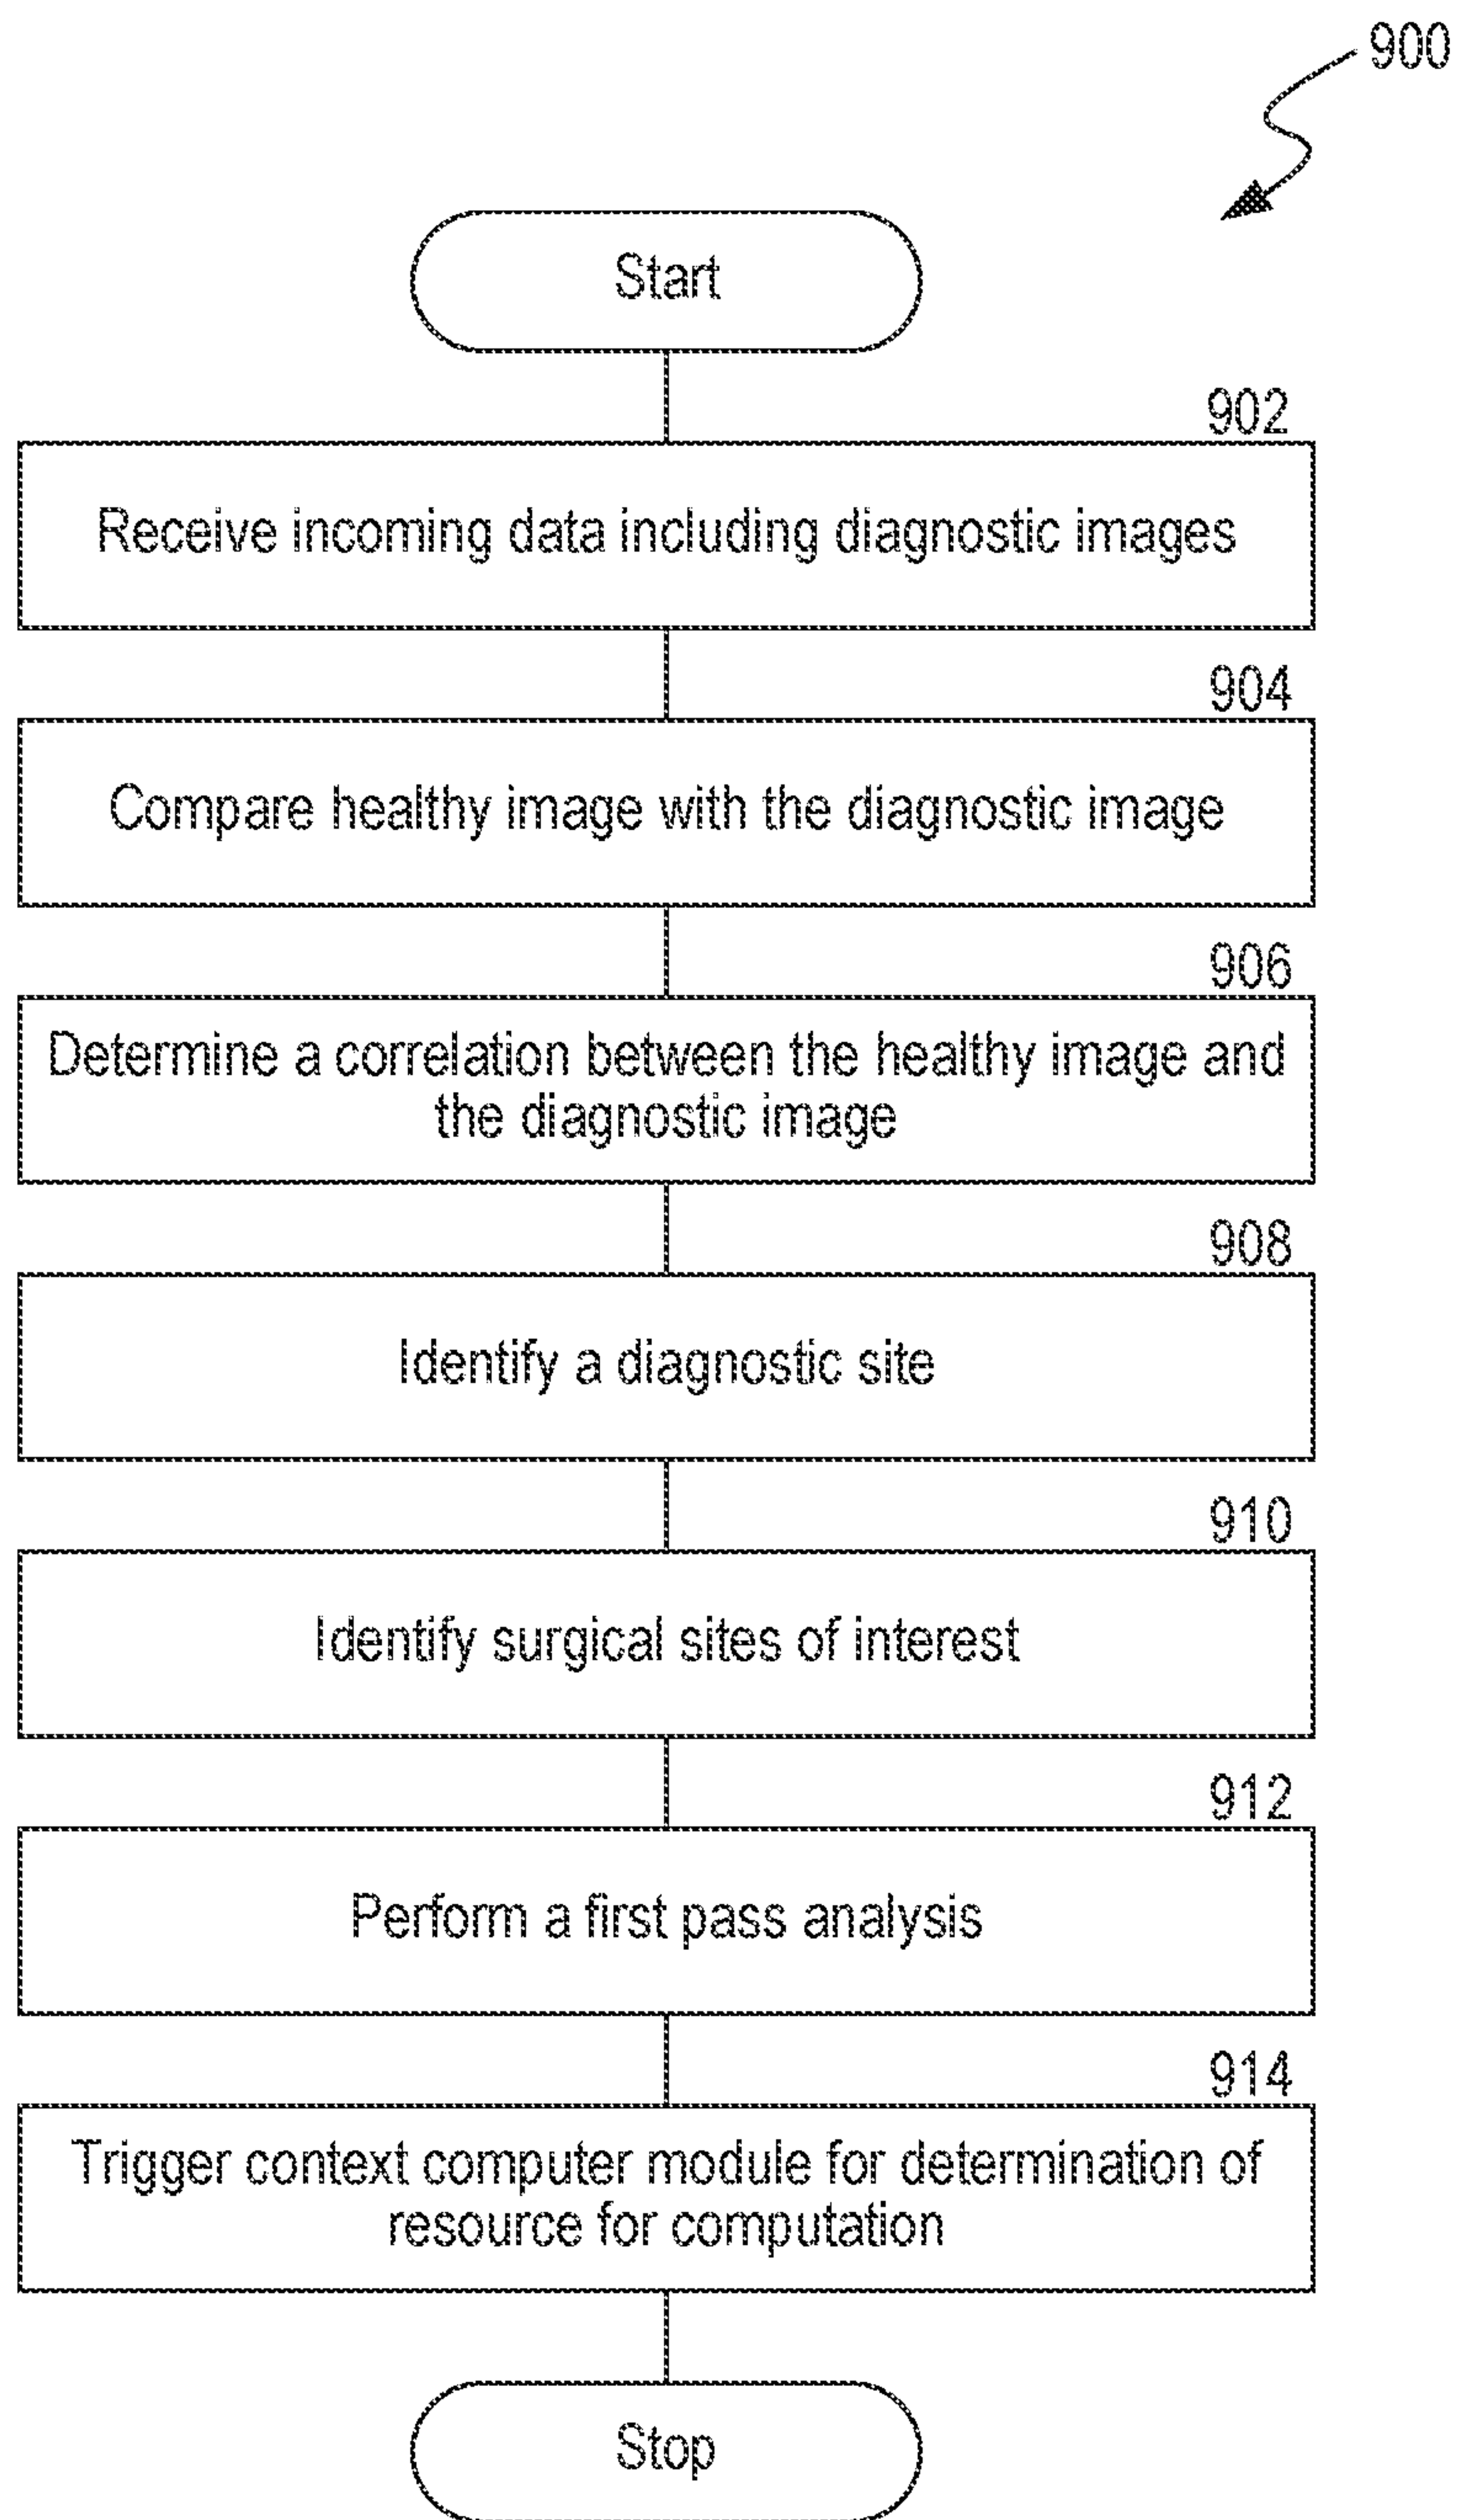 900
Start
902
Receive incoming data including diagnostic images
904
Compare healthy image with the diagnostic image
906
Determine a correlation between the healthy image and
the diagnostic image
908
Identify a diagnostic site
910
Identify surgical sites of interest
912
Perform a first pass analysis
914
Trigger context computer module for determination of
resource for computation
Stop